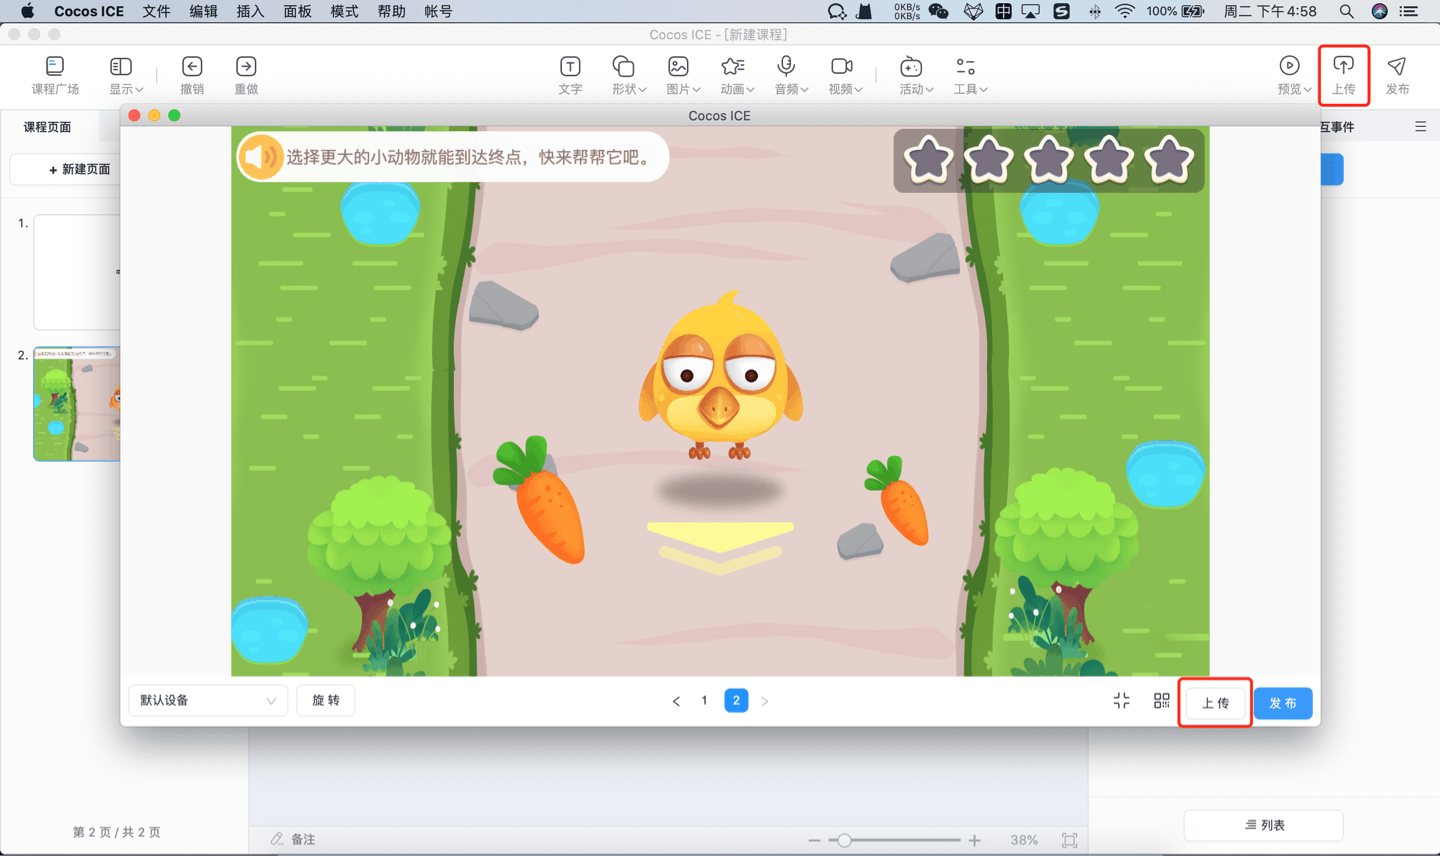 Cocos ICE 文件 编辑 插入 面板 模式 帮助 帐号 0KB/s 0KB/s 中 S 100% 周二 下午4:58
Cocos ICE - [新建课程]
课程广场 显示 撤销 重做 文字 形状 图片 动画 音频 视频 活动 工具 预览 上传 发布
Cocos ICE
课程页面
互事件
+ 新建页面
选择更大的小动物就能到达终点，快来帮帮它吧。
1.
2.
默认设备 旋 转 < 1 2 > 上 传 发 布
第 2 页 / 共 2 页
备注 38%
列表